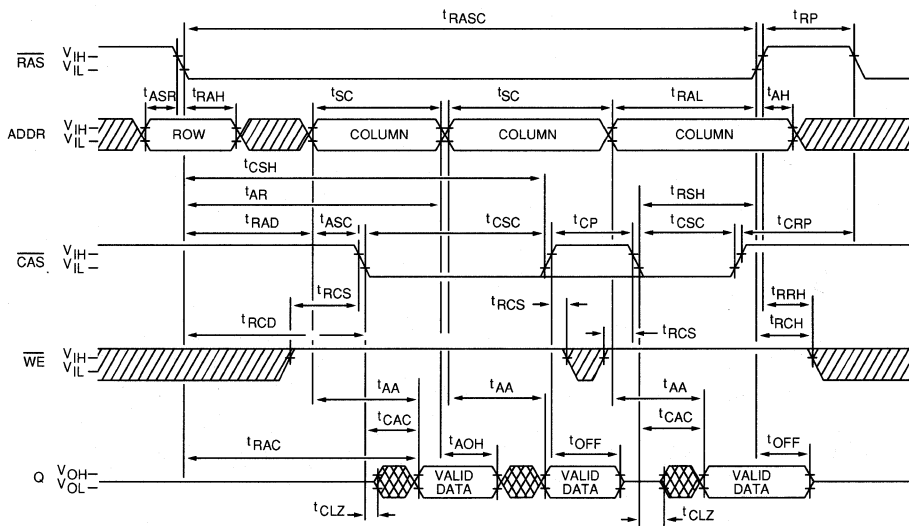 tRASC tRP
RAS VIH
VIL
tASR tRAH tSC tSC tRAL tAH
ADDR VIH
VIL
ROW COLUMN COLUMN COLUMN
tCSH
tAR tRSH
tRAD tASC tCSC tCP tCSC tCRP
CAS VIH
VIL
tRCS tRCS tRRH
tRCD tRCS tRCH
WE VIH
VIL
tAA tAA tAA
tCAC tCAC
tRAC tAOH tOFF tOFF
Q VOH
VOL
VALID DATA VALID DATA VALID DATA
tCLZ tCLZ